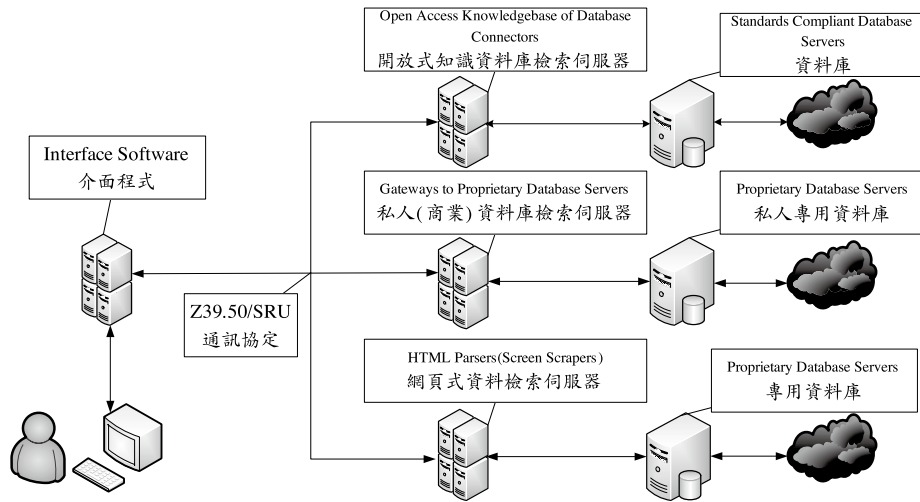 Open Access Knowledgebase of Database
Connectors
開放式知識資料庫檢索伺服器
Standards Compliant Database
Servers
資料庫
Interface Software
介面程式
Gateways to Proprietary Database Servers
私人(商業)資料庫檢索伺服器
Proprietary Database Servers
私人專用資料庫
Z39.50/SRU
通訊協定
HTML Parsers(Screen Scrapers)
網頁式資料檢索伺服器
Proprietary Database Servers
專用資料庫